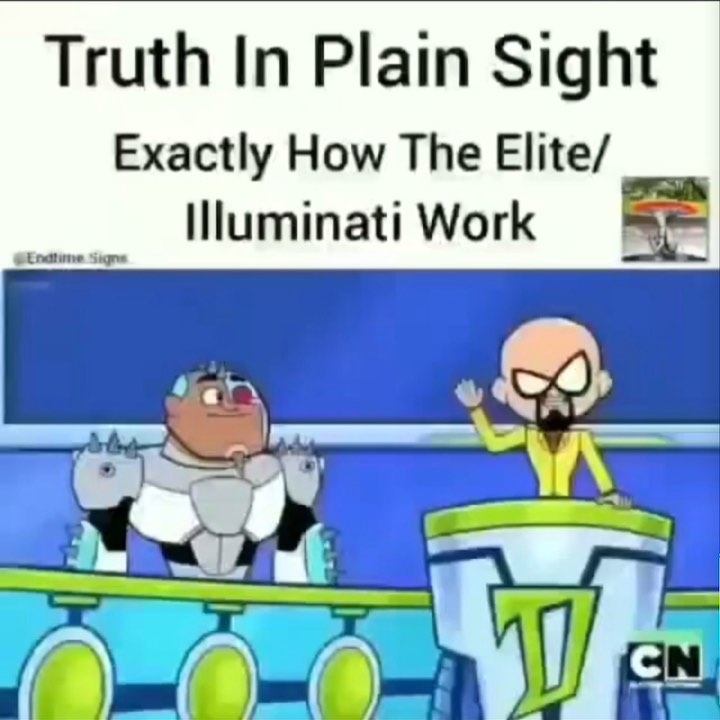 Truth In Plain Sight
Exactly How The Elite/
Illuminati Work
@Endtime.Signs
CN